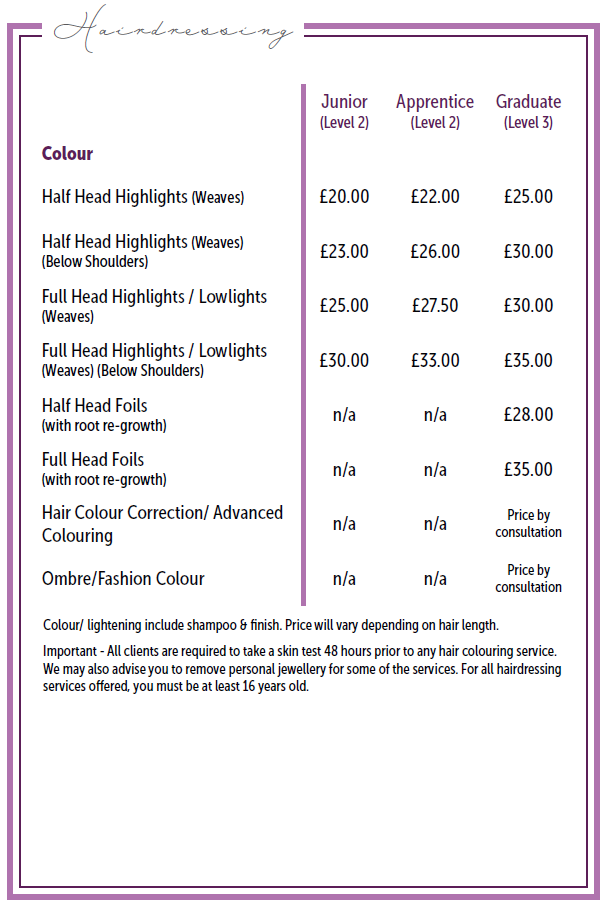 Hairdressing
Junior Apprentice Graduate
(Level 2) (Level 2) (Level 3)
Colour
Half Head Highlights (Weaves) £20.00 £22.00 £25.00
Half Head Highlights (Weaves)
(Below Shoulders) £23.00 £26.00 £30.00
Full Head Highlights / Lowlights
(Weaves) £25.00 £27.50 £30.00
Full Head Highlights / Lowlights
(Weaves) (Below Shoulders) £30.00 £33.00 £35.00
Half Head Foils
(with root re-growth) n/a n/a £28.00
Full Head Foils
(with root re-growth) n/a n/a £35.00
Hair Colour Correction/ Advanced
Colouring n/a n/a Price by
consultation
Ombre/Fashion Colour n/a n/a Price by
consultation
Colour/ lightening include shampoo & finish. Price will vary depending on hair length.
Important - All clients are required to take a skin test 48 hours prior to any hair colouring service.
We may also advise you to remove personal jewellery for some of the services. For all hairdressing
services offered, you must be at least 16 years old.